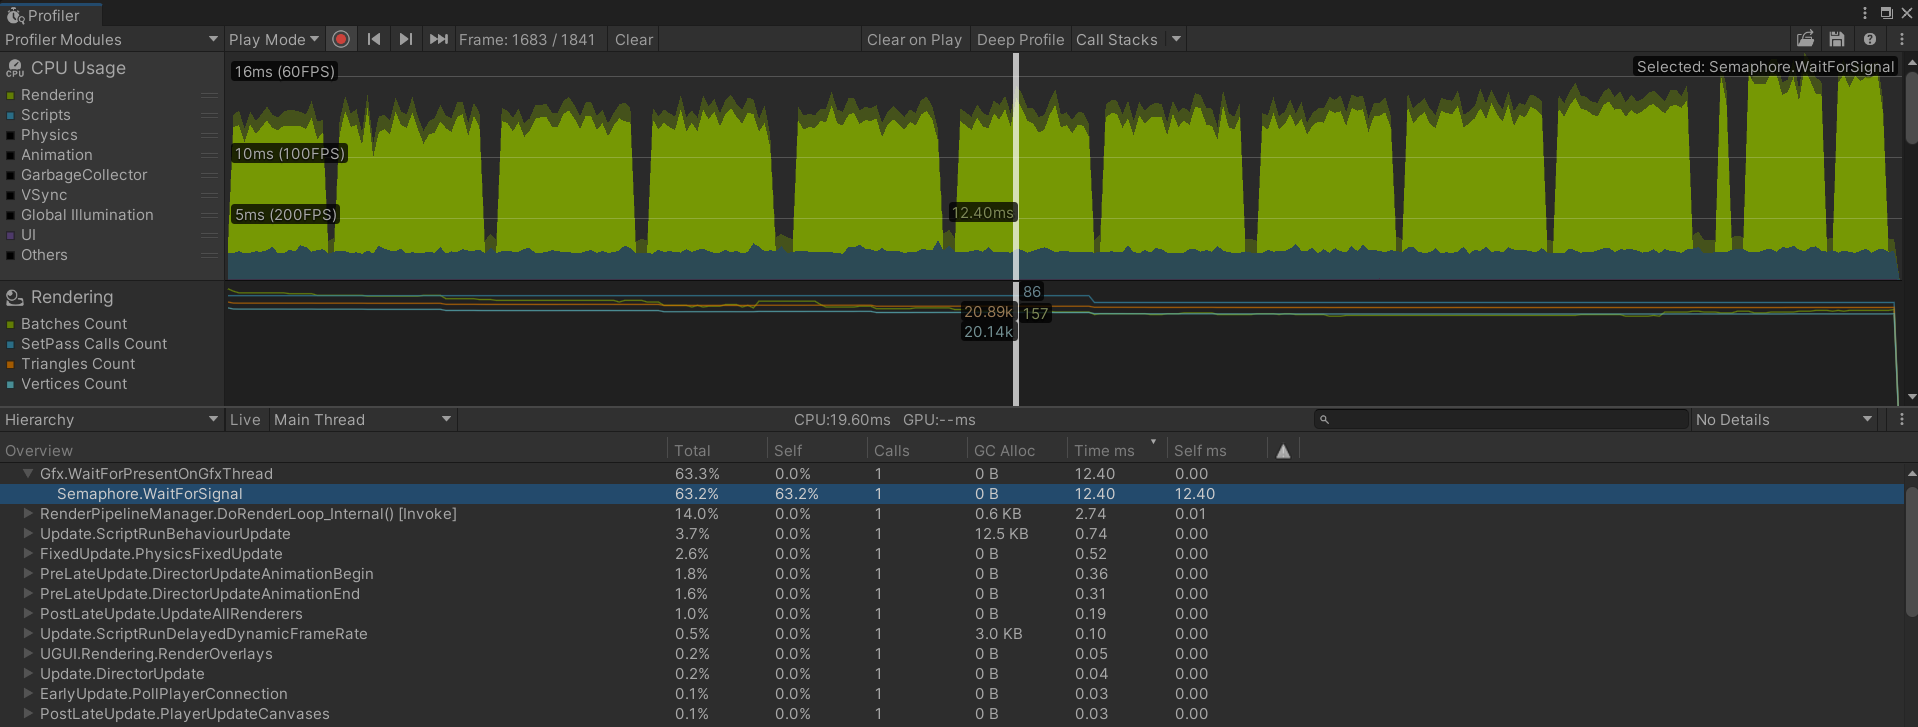 Profiler
Profiler Modules
Play Mode
Frame: 1683 / 1841
Clear
Clear on Play
Deep Profile
Call Stacks
CPU Usage
Rendering
Scripts
Physics
Animation
GarbageCollector
VSync
Global Illumination
UI
Others
16ms (60FPS)
Selected: Semaphore.WaitForSignal
10ms (100FPS)
5ms (200FPS)
12.40ms
Rendering
Batches Count
SetPass Calls Count
Triangles Count
Vertices Count
86
20.89k 157
20.14k
Hierarchy
Live
Main Thread
CPU:19.60ms GPU:--ms
No Details
Overview Total Self Calls GC Alloc Time ms Self ms
Gfx.WaitForPresentOnGfxThread 63.3% 0.0% 1 0 B 12.40 0.00
Semaphore.WaitForSignal 63.2% 63.2% 1 0 B 12.40 12.40
RenderPipelineManager.DoRenderLoop_Internal() [Invoke] 14.0% 0.0% 1 0.6 KB 2.74 0.01
Update.ScriptRunBehaviourUpdate 3.7% 0.0% 1 12.5 KB 0.74 0.00
FixedUpdate.PhysicsFixedUpdate 2.6% 0.0% 1 0 B 0.52 0.00
PreLateUpdate.DirectorUpdateAnimationBegin 1.8% 0.0% 1 0 B 0.36 0.00
PreLateUpdate.DirectorUpdateAnimationEnd 1.6% 0.0% 1 0 B 0.31 0.00
PostLateUpdate.UpdateAllRenderers 1.0% 0.0% 1 0 B 0.19 0.00
Update.ScriptRunDelayedDynamicFrameRate 0.5% 0.0% 1 3.0 KB 0.10 0.00
UGUI.Rendering.RenderOverlays 0.2% 0.0% 1 0 B 0.05 0.00
Update.DirectorUpdate 0.2% 0.0% 1 0 B 0.04 0.00
EarlyUpdate.PollPlayerConnection 0.1% 0.0% 1 0 B 0.03 0.00
PostLateUpdate.PlayerUpdateCanvases 0.1% 0.0% 1 0 B 0.03 0.00